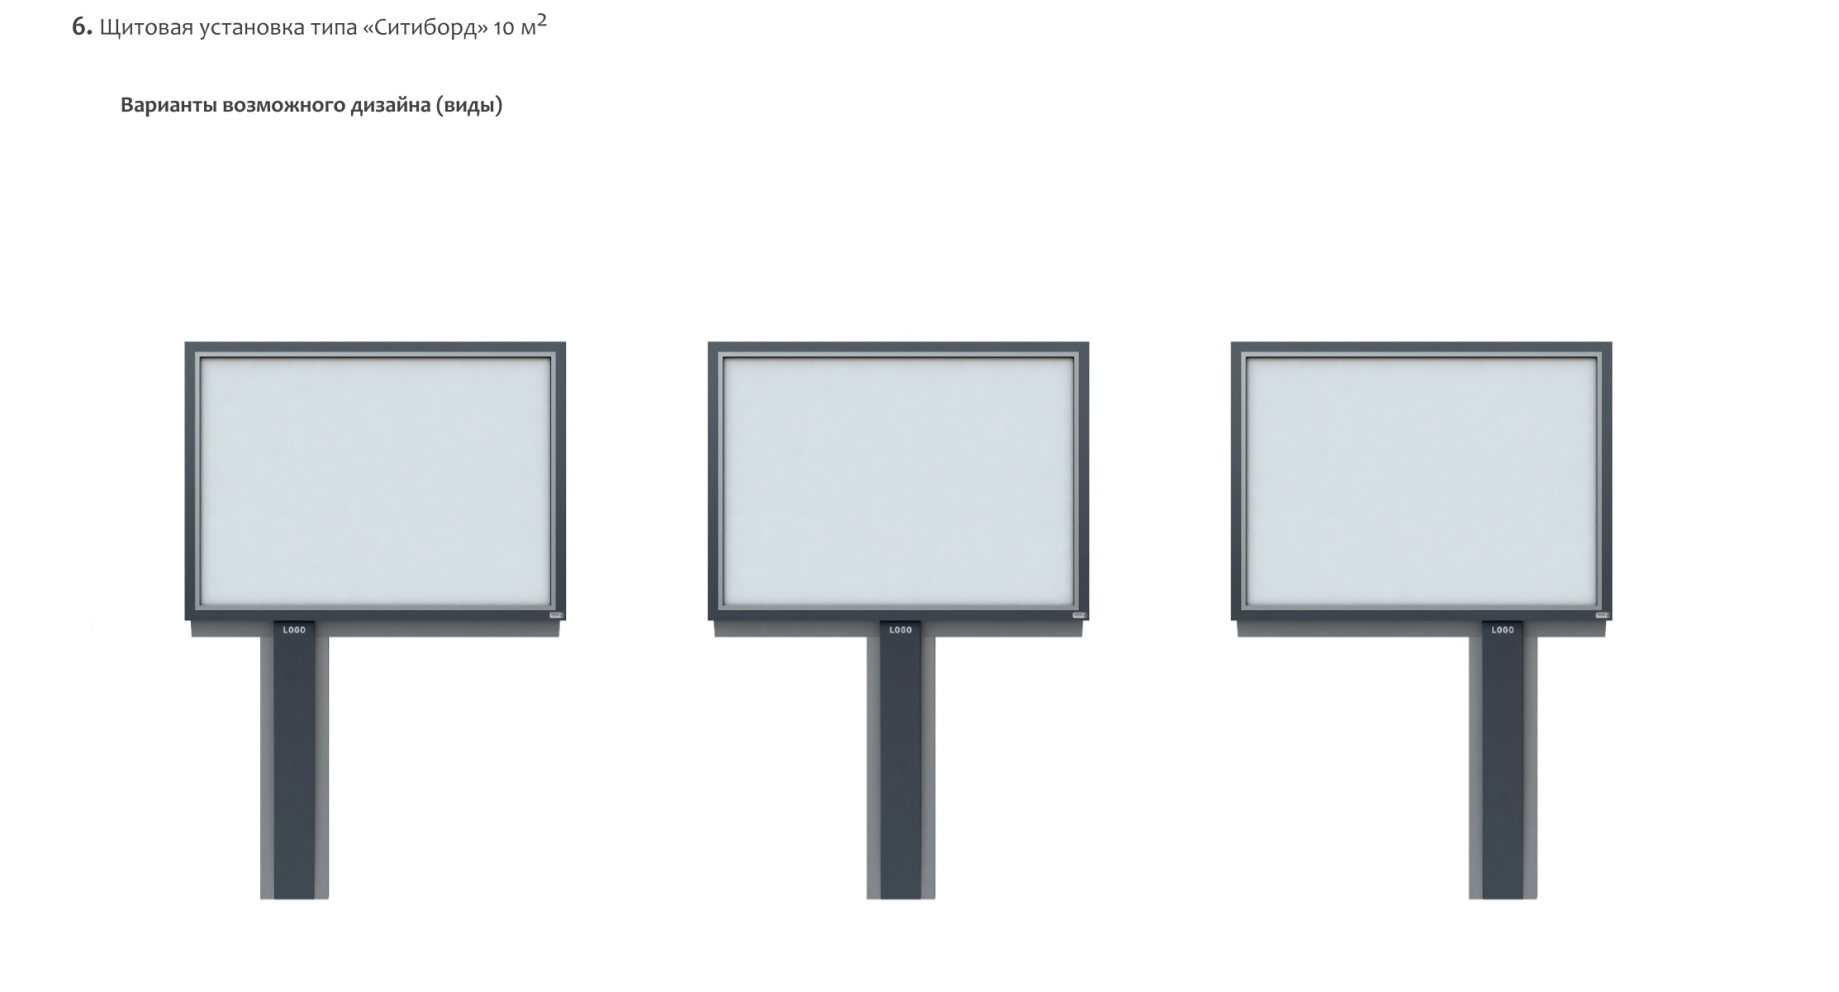 6. Щитовая установка типа «Ситиборд» 10 м²
Варианты возможного дизайна (виды)
LOGO
LOGO
LOGO